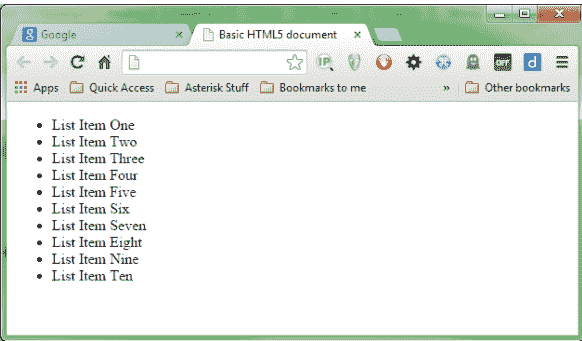 Google
Basic HTML5 document
Apps Quick Access Asterisk Stuff Bookmarks to me » Other bookmarks
List Item One
List Item Two
List Item Three
List Item Four
List Item Five
List Item Six
List Item Seven
List Item Eight
List Item Nine
List Item Ten